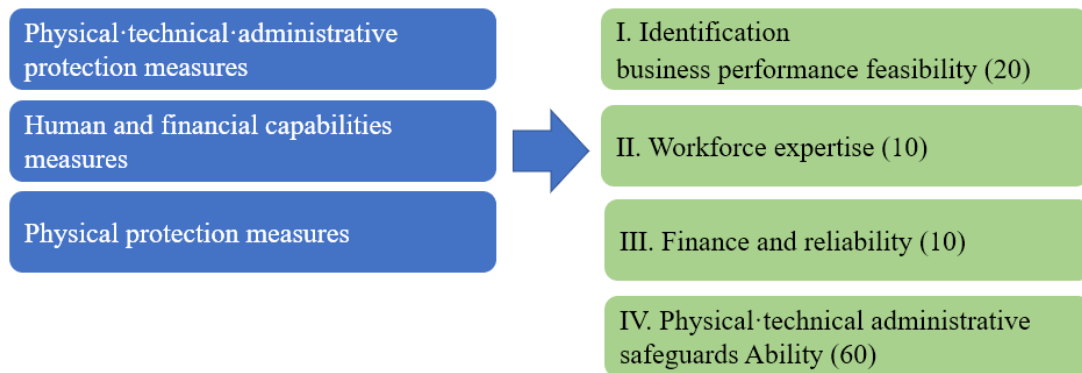 Physical·technical·administrative
protection measures
Human and financial capabilities
measures
Physical protection measures
I. Identification
business performance feasibility (20)
II. Workforce expertise (10)
III. Finance and reliability (10)
IV. Physical·technical administrative
safeguards Ability (60)